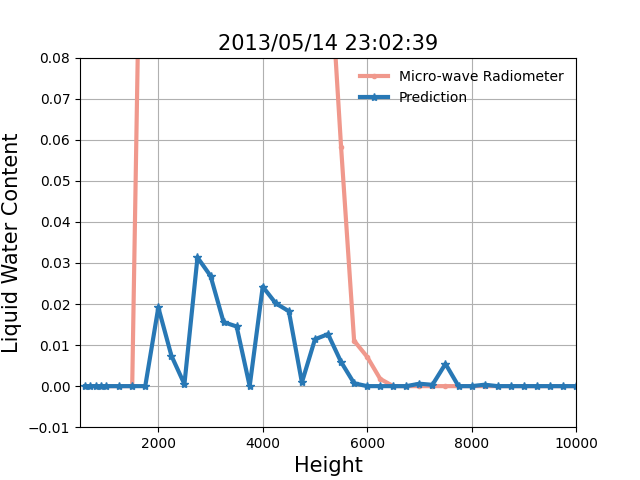 2013/05/14 23:02:39
Micro-wave Radiometer
Prediction
Liquid Water Content
0.08
0.07
0.06
0.05
0.04
0.03
0.02
0.01
0.00
−0.01
2000 4000 6000 8000 10000
Height